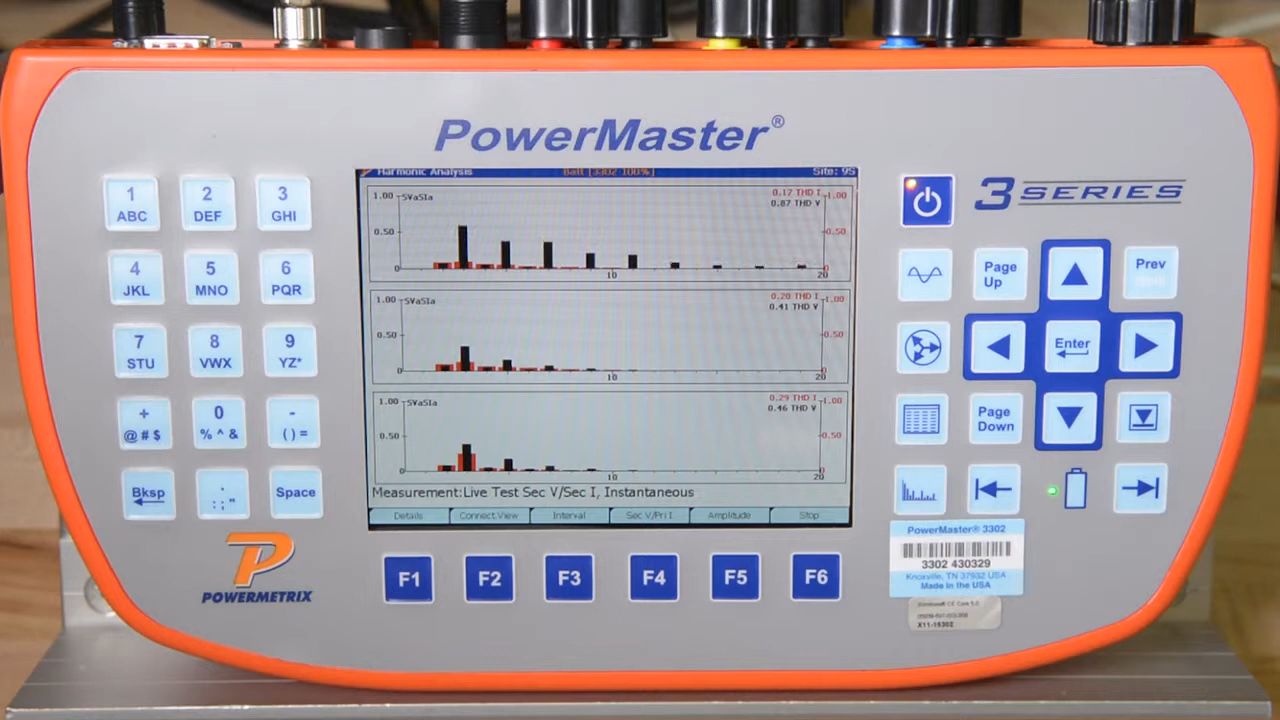 PowerMaster®
3 SERIES
1
ABC
2
DEF
3
GHI
4
JKL
5
MNO
6
PQR
7
STU
8
VWX
9
YZ*
+
@ # $
0
% ^ & 
-
( ) =
Bksp
.
: ; "
Space
POWERMETRIX
Harmonic Analysis Batt [3302 100%] Site: 95
1.00 SVaSIa 0.17 THD I 1.00
0.87 THD V
0.50 0.50
0 10 20 0
1.00 SVaSIa 0.20 THD I 1.00
0.41 THD V
0.50 0.50
0 10 20 0
1.00 SVaSIa 0.29 THD I 1.00
0.46 THD V
0.50 0.50
0 10 20 0
Measurement:Live Test Sec V/Sec I, Instantaneous
Details Connect.View Interval Sec V/Pri I Amplitude Stop
F1 F2 F3 F4 F5 F6
Page
Up
Prev
Enter
Page
Down
PowerMaster® 3302
3302 430329
Knoxville, TN 37932 USA
Made in the USA
X11-15302